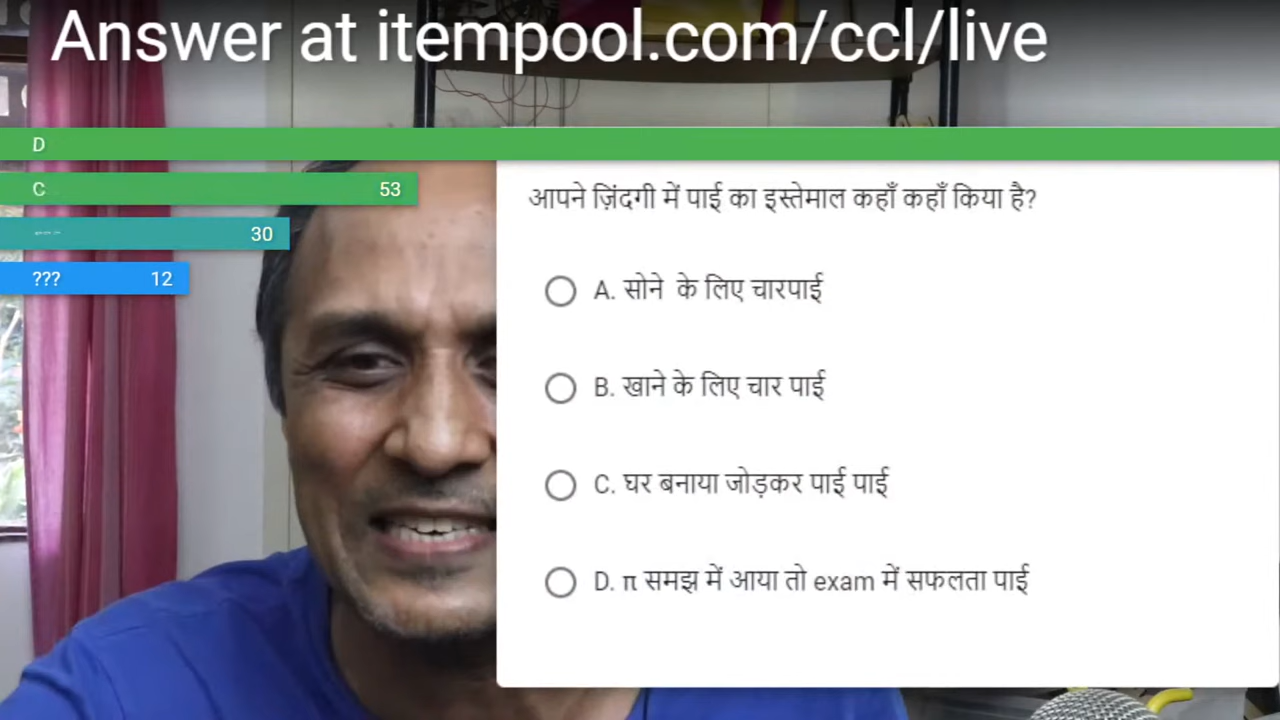 Answer at itempool.com/ccl/live
D
C 53
30
??? 12
आपने ज़िंदगी में पाई का इस्तेमाल कहाँ कहाँ किया है?
A. सोने के लिए चारपाई
B. खाने के लिए चार पाई
C. घर बनाया जोड़कर पाई पाई
D. π समझ में आया तो exam में सफलता पाई